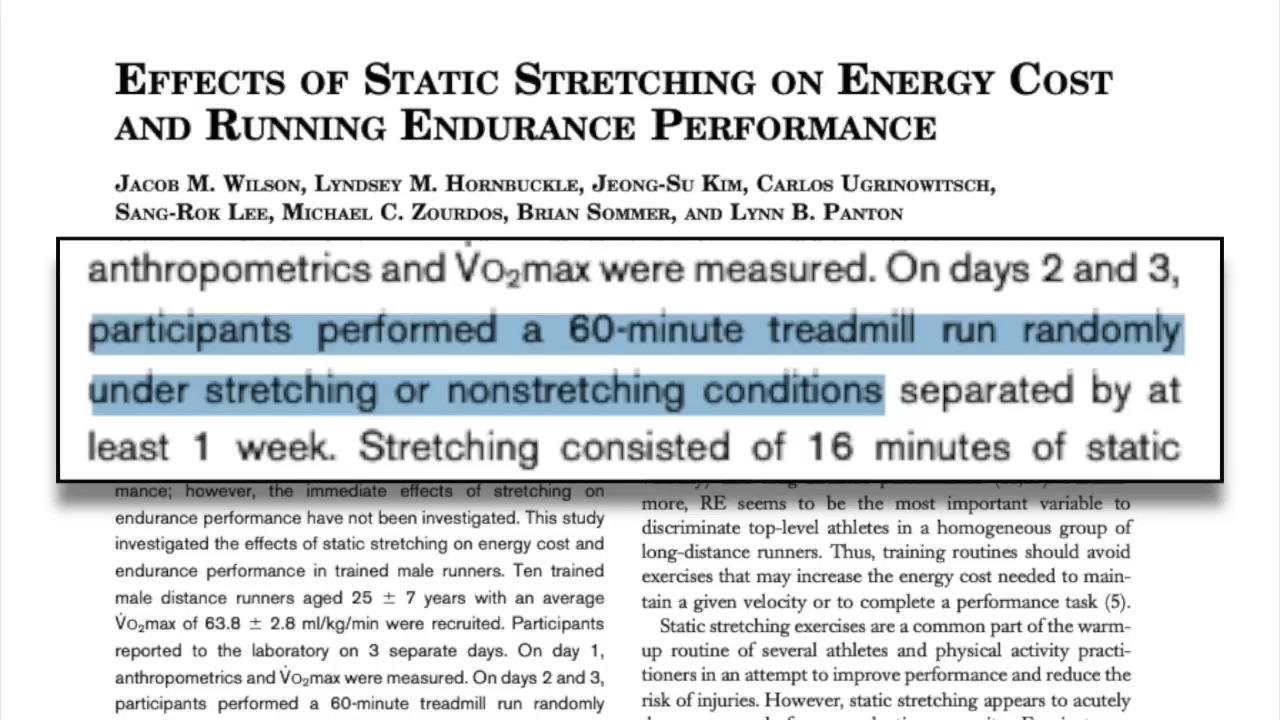 EFFECTS OF STATIC STRETCHING ON ENERGY COST
AND RUNNING ENDURANCE PERFORMANCE
JACOB M. WILSON, LYNDSEY M. HORNBUCKLE, JEONG-SU KIM, CARLOS UGRINOWITSCH,
SANG-ROK LEE, MICHAEL C. ZOURDOS, BRIAN SOMMER, AND LYNN B. PANTON
anthropometrics and V̇O₂max were measured. On days 2 and 3,
participants performed a 60-minute treadmill run randomly
under stretching or nonstretching conditions separated by at
least 1 week. Stretching consisted of 16 minutes of static
mance; however, the immediate effects of stretching on
endurance performance have not been investigated. This study
investigated the effects of static stretching on energy cost and
endurance performance in trained male runners. Ten trained
male distance runners aged 25 ± 7 years with an average
V̇O₂max of 63.8 ± 2.8 ml/kg/min were recruited. Participants
reported to the laboratory on 3 separate days. On day 1,
anthropometrics and V̇O₂max were measured. On days 2 and 3,
participants performed a 60-minute treadmill run randomly
more, RE seems to be the most important variable to
discriminate top-level athletes in a homogeneous group of
long-distance runners. Thus, training routines should avoid
exercises that may increase the energy cost needed to main-
tain a given velocity or to complete a performance task (5).
Static stretching exercises are a common part of the warm-
up routine of several athletes and physical activity practi-
tioners in an attempt to improve performance and reduce the
risk of injuries. However, static stretching appears to acutely